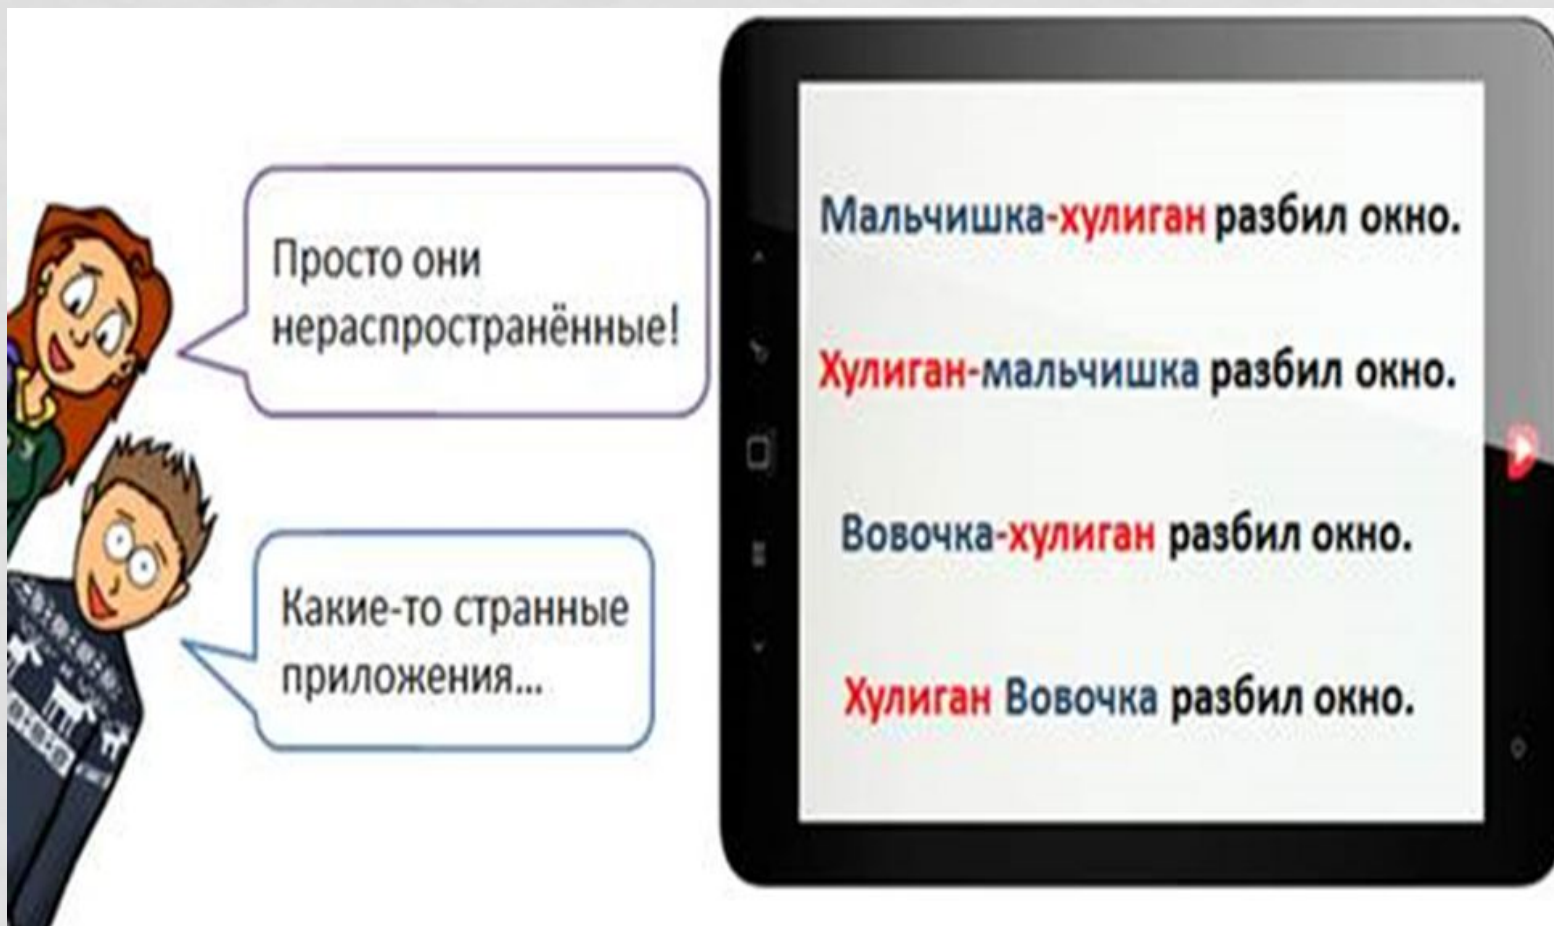 Просто они
нераспространённые!
Какие-то странные
приложения...
Мальчишка-хулиган разбил окно.
Хулиган-мальчишка разбил окно.
Вовочка-хулиган разбил окно.
Хулиган Вовочка разбил окно.